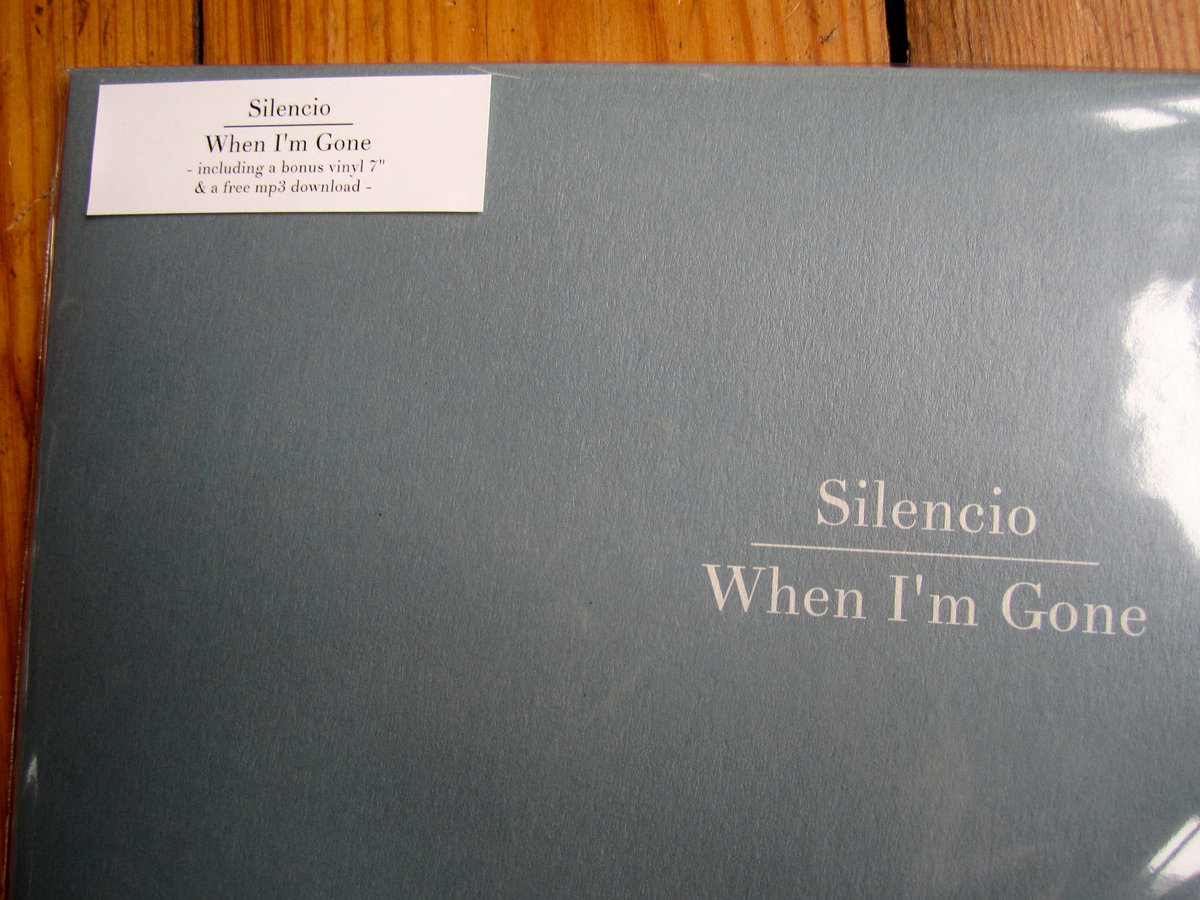 Silencio
When I'm Gone
- including a bonus vinyl 7"
& a free mp3 download -
Silencio
When I'm Gone